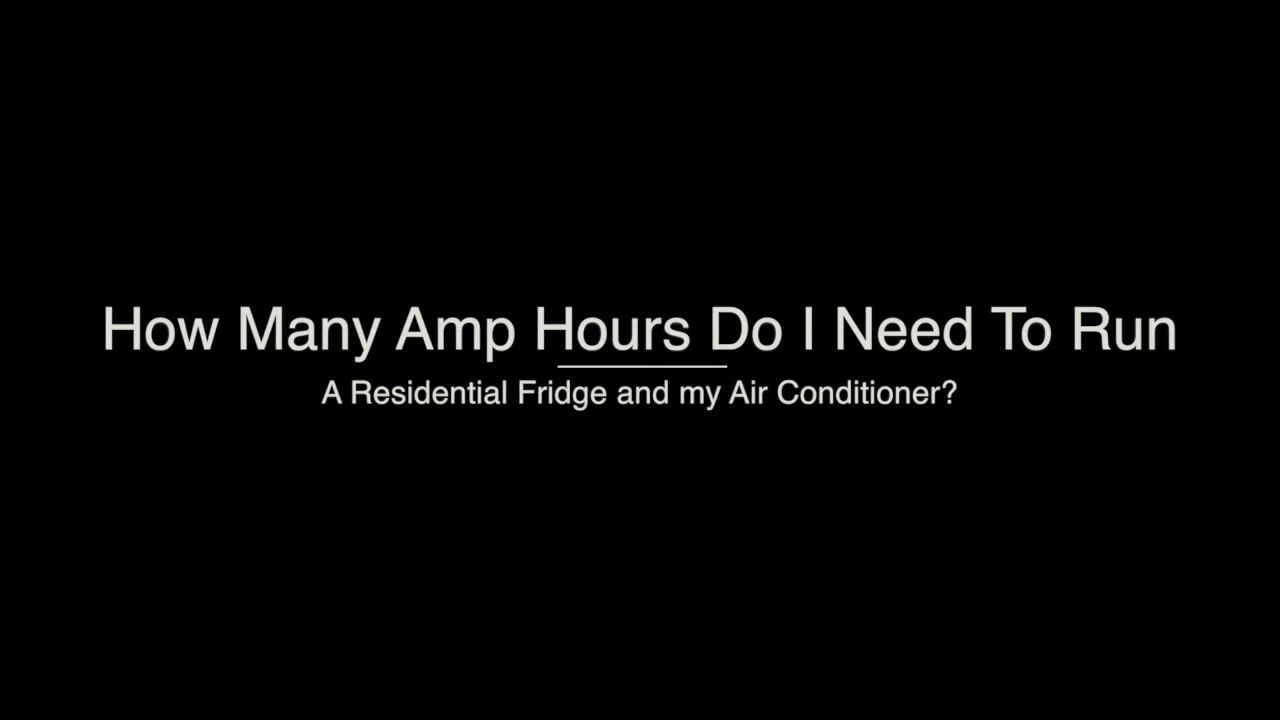 How Many Amp Hours Do I Need To Run
A Residential Fridge and my Air Conditioner?